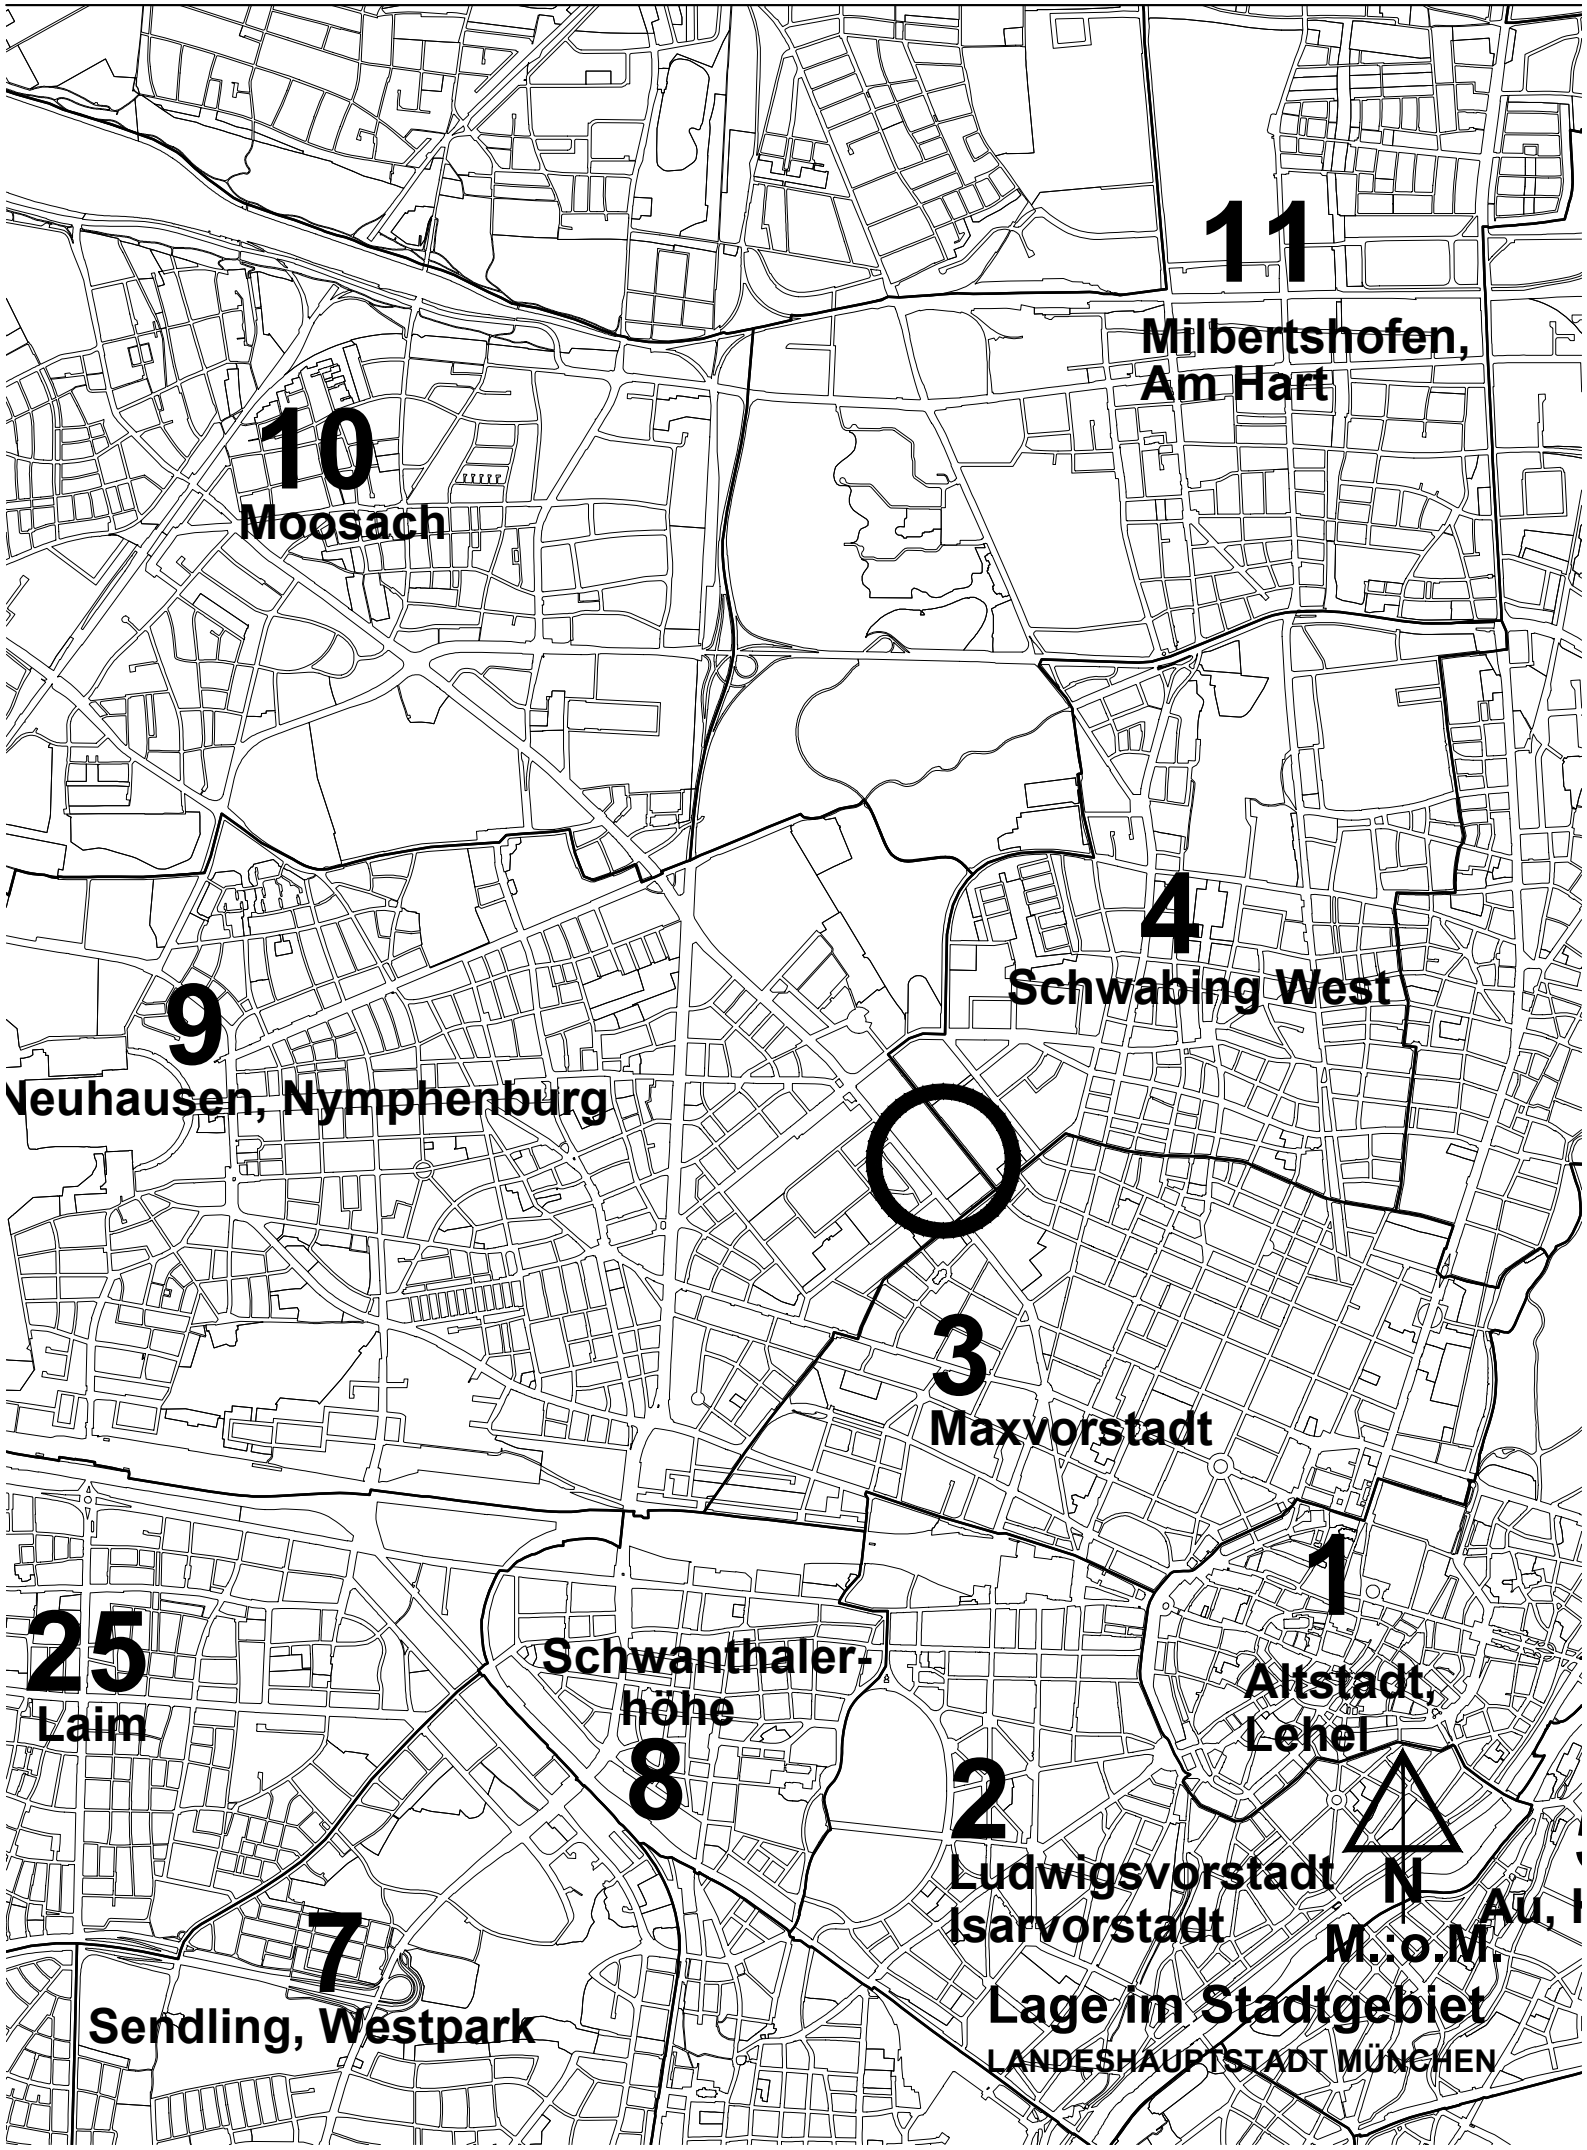 11
Milbertshofen,
Am Hart
10
Moosach
4
Schwabing West
9
Neuhausen, Nymphenburg
3
Maxvorstadt
1
Altstadt,
Lehel
25
Laim
Schwanthaler-
höhe
8
2
Ludwigsvorstadt
Isarvorstadt
N
Au,
M.:o.M.
7
Sendling, Westpark
Lage im Stadtgebiet
LANDESHAUPTSTADT MÜNCHEN